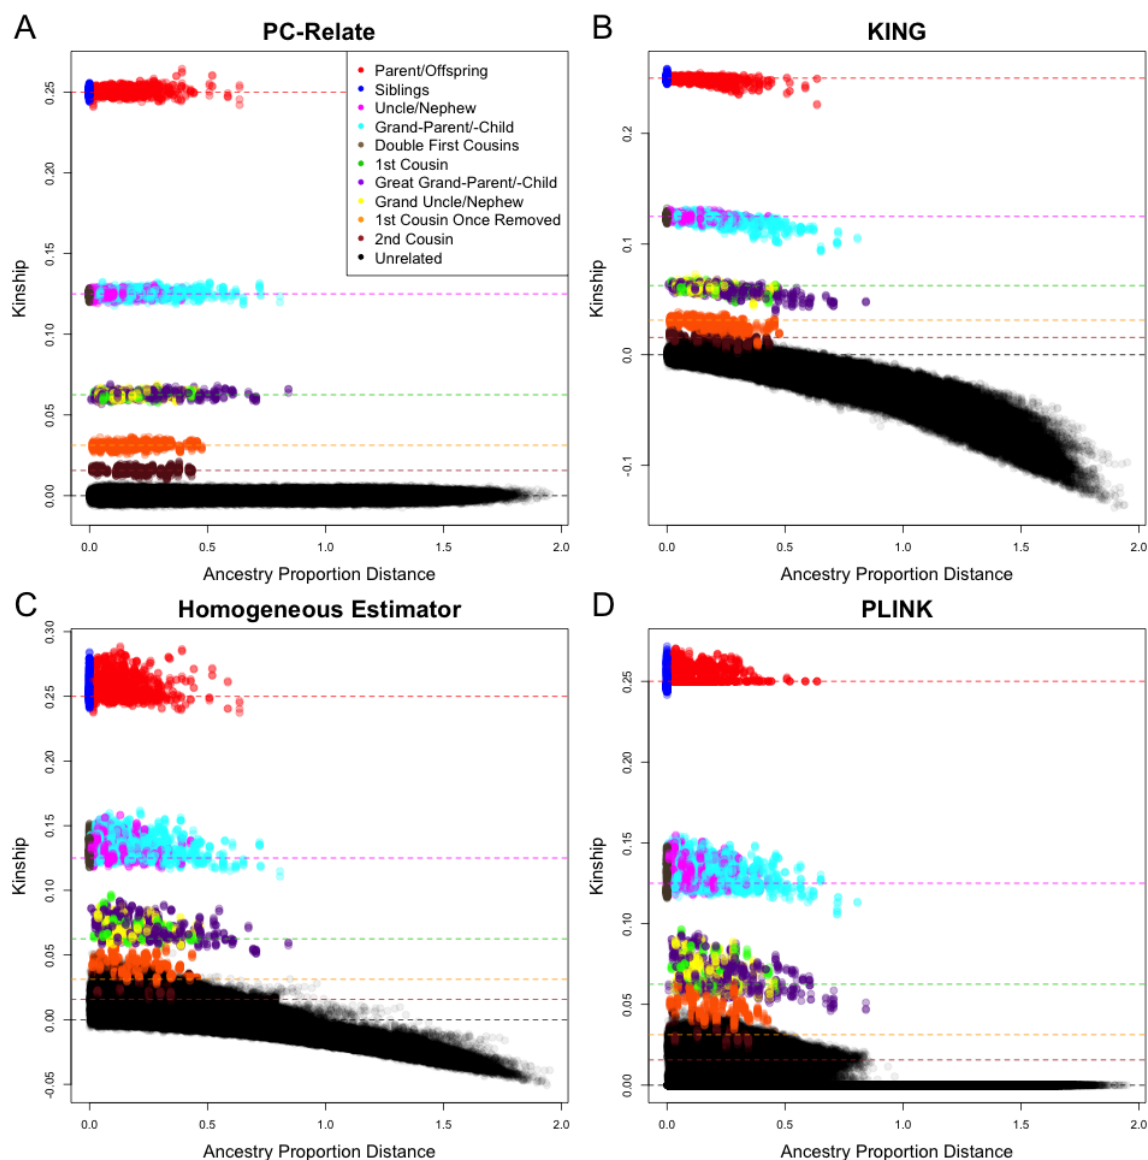 A
PC-Relate
Kinship
0.25
0.20
0.15
0.10
0.05
0.00
Parent/Offspring
Siblings
Uncle/Nephew
Grand-Parent/-Child
Double First Cousins
1st Cousin
Great Grand-Parent/-Child
Grand Uncle/Nephew
1st Cousin Once Removed
2nd Cousin
Unrelated
0.0 0.5 1.0 1.5 2.0
Ancestry Proportion Distance
B
KING
Kinship
0.2
0.1
0.0
-0.1
0.0 0.5 1.0 1.5 2.0
Ancestry Proportion Distance
C
Homogeneous Estimator
Kinship
0.30
0.25
0.20
0.15
0.10
0.05
0.00
-0.05
0.0 0.5 1.0 1.5 2.0
Ancestry Proportion Distance
D
PLINK
Kinship
0.25
0.20
0.15
0.10
0.05
0.00
0.0 0.5 1.0 1.5 2.0
Ancestry Proportion Distance